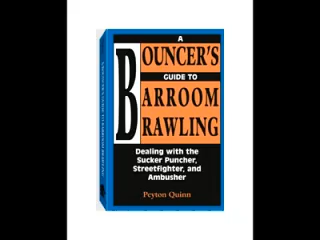 A
BOUNCER'S
GUIDE TO
BARROOM
BRAWLING
Dealing with the
Sucker Puncher,
Streetfighter, and
Ambusher
Peyton Quinn